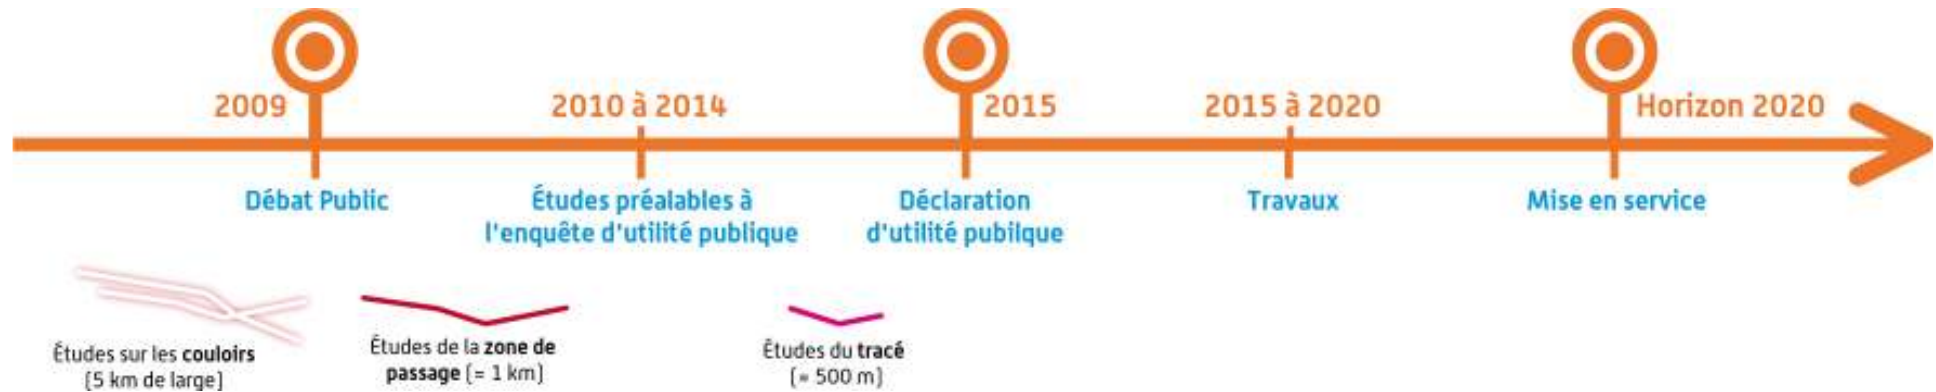 2009
2010 à 2014
2015
2015 à 2020
Horizon 2020
Débat Public
Études préalables à
l'enquête d'utilité publique
Déclaration
d'utilité pubilque
Travaux
Mise en service
Études sur les couloirs
(5 km de large)
Études de la zone de
passage (= 1 km)
Études du tracé
(= 500 m)